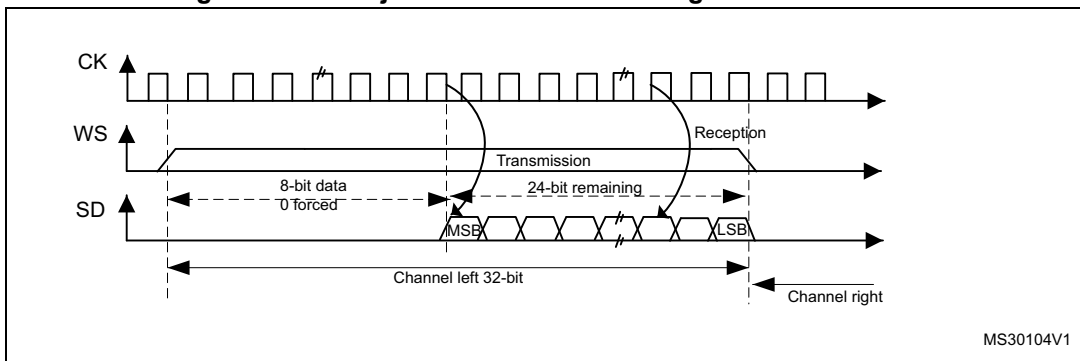 CK
WS
Reception
Transmission
8-bit data
0 forced
24-bit remaining
SD
MSB
LSB
Channel left 32-bit
Channel right
MS30104V1